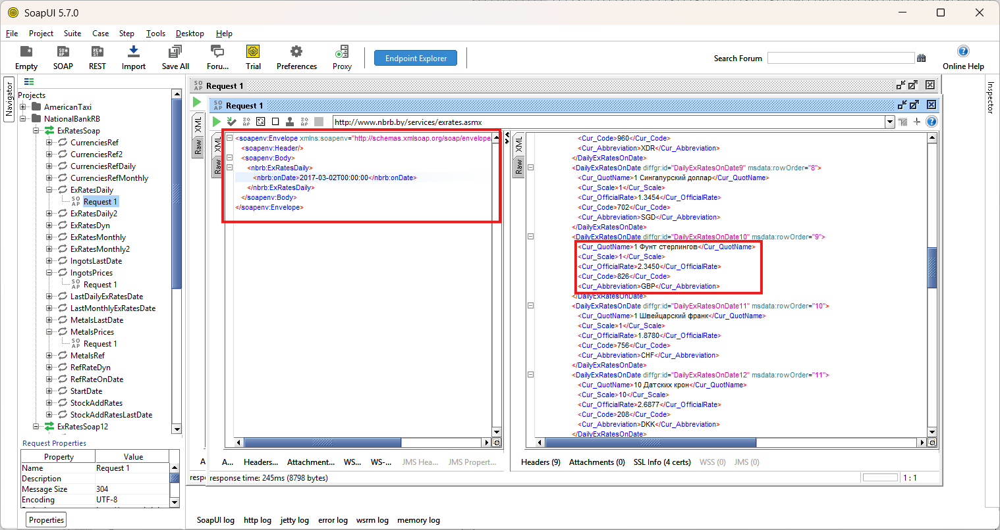 SoapUI 5.7.0
File Project Suite Case Step Tools Desktop Help
Empty SOAP REST Import Save All Foru... Trial Preferences Proxy Endpoint Explorer Search Forum Online Help
Navigator
Projects
AmericanTaxi
NationalBankRB
ExRatesSoap
CurrenciesRef
CurrenciesRef2
CurrenciesRefDaily
CurrenciesRefMonthly
ExRatesDaily
Request 1
ExRatesDaily2
ExRatesDyn
ExRatesMonthly
ExRatesMonthly2
IngotsLastDate
IngotsPrices
Request 1
LastDailyExRatesDate
LastMonthlyExRatesDate
MetalsLastDate
MetalsPrices
Request 1
MetalsRef
RefRateDyn
RefRateOnDate
StartDate
StockAddRates
StockAddRatesLastDate
ExRatesSoap12
Request Properties
Property Value
Name Request 1
Description
Message Size 304
Encoding UTF-8
Properties
Request 1
Request 1
http://www.nbrb.by/services/exrates.asmx
XML
Raw
XML
Raw
<soapenv:Envelope xmlns:soapenv="http://schemas.xmlsoap.org/soap/envelope/
<soapenv:Header/>
<soapenv:Body>
<nbrb:ExRatesDaily>
<nbrb:onDate>2017-03-02T00:00:00</nbrb:onDate>
</nbrb:ExRatesDaily>
</soapenv:Body>
</soapenv:Envelope>
XML
Raw
<Cur_Code>960</Cur_Code>
<Cur_Abbreviation>XDR</Cur_Abbreviation>
</DailyExRatesOnDate>
<DailyExRatesOnDate diffgr:id="DailyExRatesOnDate9" msdata:rowOrder="8">
<Cur_QuotName>1 Сингапурский доллар</Cur_QuotName>
<Cur_Scale>1</Cur_Scale>
<Cur_OfficialRate>1.3454</Cur_OfficialRate>
<Cur_Code>702</Cur_Code>
<Cur_Abbreviation>SGD</Cur_Abbreviation>
</DailyExRatesOnDate>
<DailyExRatesOnDate diffgr:id="DailyExRatesOnDate10" msdata:rowOrder="9">
<Cur_QuotName>1 Фунт стерлингов</Cur_QuotName>
<Cur_Scale>1</Cur_Scale>
<Cur_OfficialRate>2.3450</Cur_OfficialRate>
<Cur_Code>826</Cur_Code>
<Cur_Abbreviation>GBP</Cur_Abbreviation>
</DailyExRatesOnDate>
<DailyExRatesOnDate diffgr:id="DailyExRatesOnDate11" msdata:rowOrder="10">
<Cur_QuotName>1 Швейцарский франк</Cur_QuotName>
<Cur_Scale>1</Cur_Scale>
<Cur_OfficialRate>1.8780</Cur_OfficialRate>
<Cur_Code>756</Cur_Code>
<Cur_Abbreviation>CHF</Cur_Abbreviation>
</DailyExRatesOnDate>
<DailyExRatesOnDate diffgr:id="DailyExRatesOnDate12" msdata:rowOrder="11">
<Cur_QuotName>10 Датских крон</Cur_QuotName>
<Cur_Scale>10</Cur_Scale>
<Cur_OfficialRate>2.6877</Cur_OfficialRate>
<Cur_Code>208</Cur_Code>
<Cur_Abbreviation>DKK</Cur_Abbreviation>
</DailyExRatesOnDate>
A A... Headers... Attachment... WS... WS-... JMS Hea... JMS Propert...
Headers (9) Attachments (0) SSL Info (4 certs) WSS (0) JMS (0)
resp response time: 245ms (8798 bytes) 1 : 1
SoapUI log http log jetty log error log wsrm log memory log
Inspector